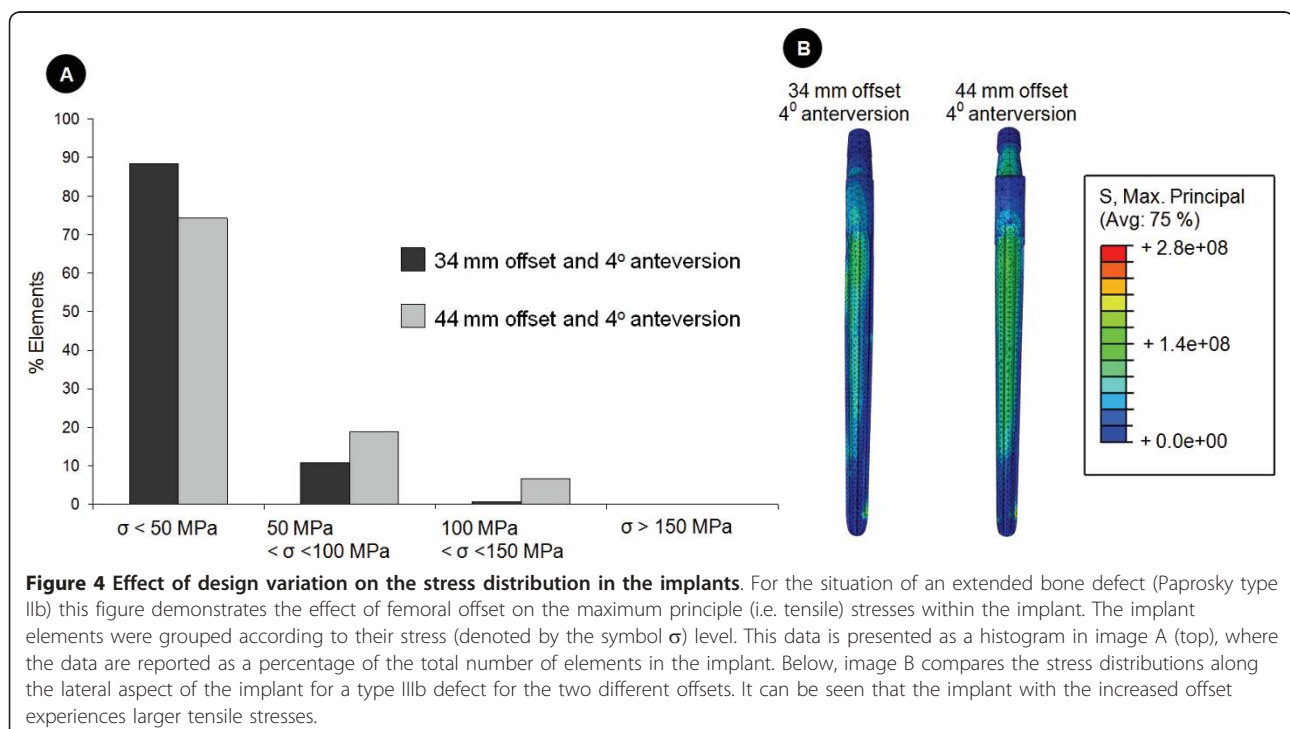 A
% Elements
100
90
80
70
60
50
40
30
20
10
0
σ < 50 MPa
50 MPa
< σ <100 MPa
100 MPa
< σ <150 MPa
σ > 150 MPa
34 mm offset and 4º anteversion
44 mm offset and 4º anteversion
B
34 mm offset
4⁰ anterversion
44 mm offset
4⁰ anterversion
S, Max. Principal
(Avg: 75 %)
+ 2.8e+08
+ 1.4e+08
+ 0.0e+00
Figure 4 Effect of design variation on the stress distribution in the implants. For the situation of an extended bone defect (Paprosky type
IIb) this figure demonstrates the effect of femoral offset on the maximum principle (i.e. tensile) stresses within the implant. The implant
elements were grouped according to their stress (denoted by the symbol σ) level. This data is presented as a histogram in image A (top), where
the data are reported as a percentage of the total number of elements in the implant. Below, image B compares the stress distributions along
the lateral aspect of the implant for a type IIIb defect for the two different offsets. It can be seen that the implant with the increased offset
experiences larger tensile stresses.